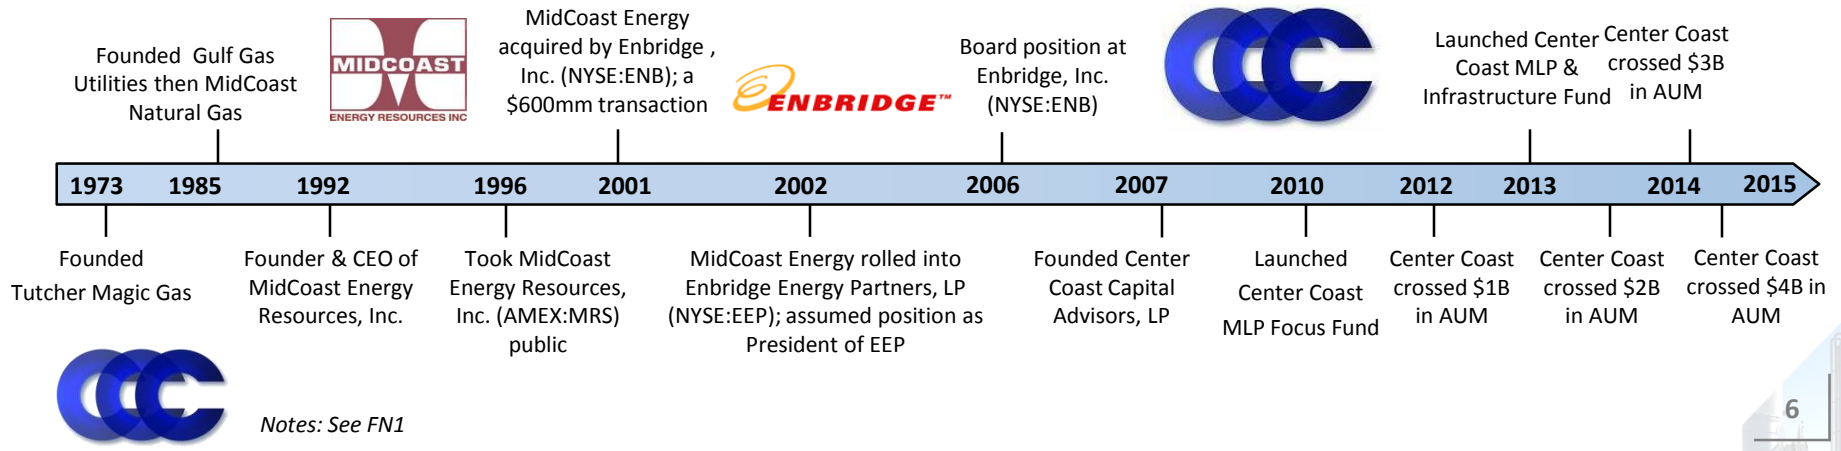 Founded Gulf Gas
Utilities then MidCoast
Natural Gas
MIDCOAST
ENERGY RESOURCES INC
MidCoast Energy
acquired by Enbridge ,
Inc. (NYSE:ENB); a
$600mm transaction
ENBRIDGE™
Board position at
Enbridge, Inc.
(NYSE:ENB)
CCC
Launched Center
Coast MLP &
Infrastructure Fund
Center Coast
crossed $3B
in AUM
1973 1985 1992 1996 2001 2002 2006 2007 2010 2012 2013 2014 2015
Founded
Tutcher Magic Gas
Founder & CEO of
MidCoast Energy
Resources, Inc.
Took MidCoast
Energy Resources,
Inc. (AMEX:MRS)
public
MidCoast Energy rolled into
Enbridge Energy Partners, LP
(NYSE:EEP); assumed position as
President of EEP
Founded Center
Coast Capital
Advisors, LP
Launched
Center Coast
MLP Focus Fund
Center Coast
crossed $1B
in AUM
Center Coast
crossed $2B
in AUM
Center Coast
crossed $4B in
AUM
CCC
Notes: See FN1
6